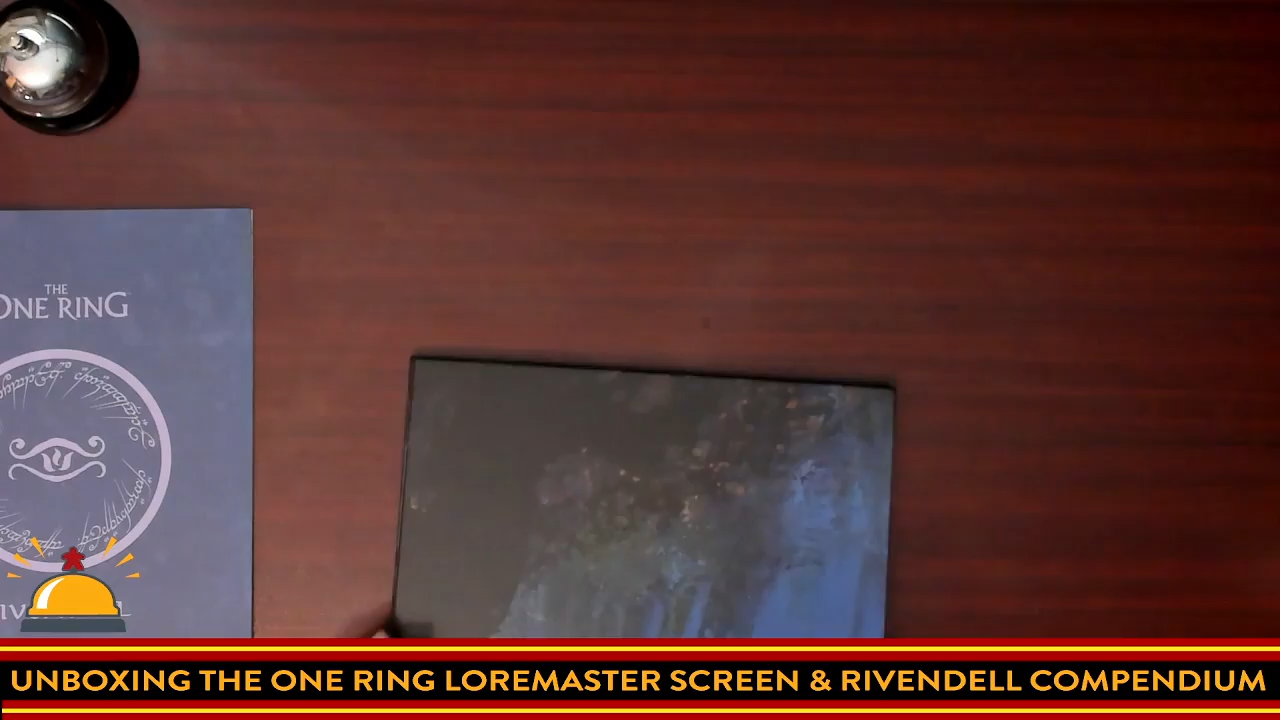 THE
ONE RING
UNBOXING THE ONE RING LOREMASTER SCREEN & RIVENDELL COMPENDIUM